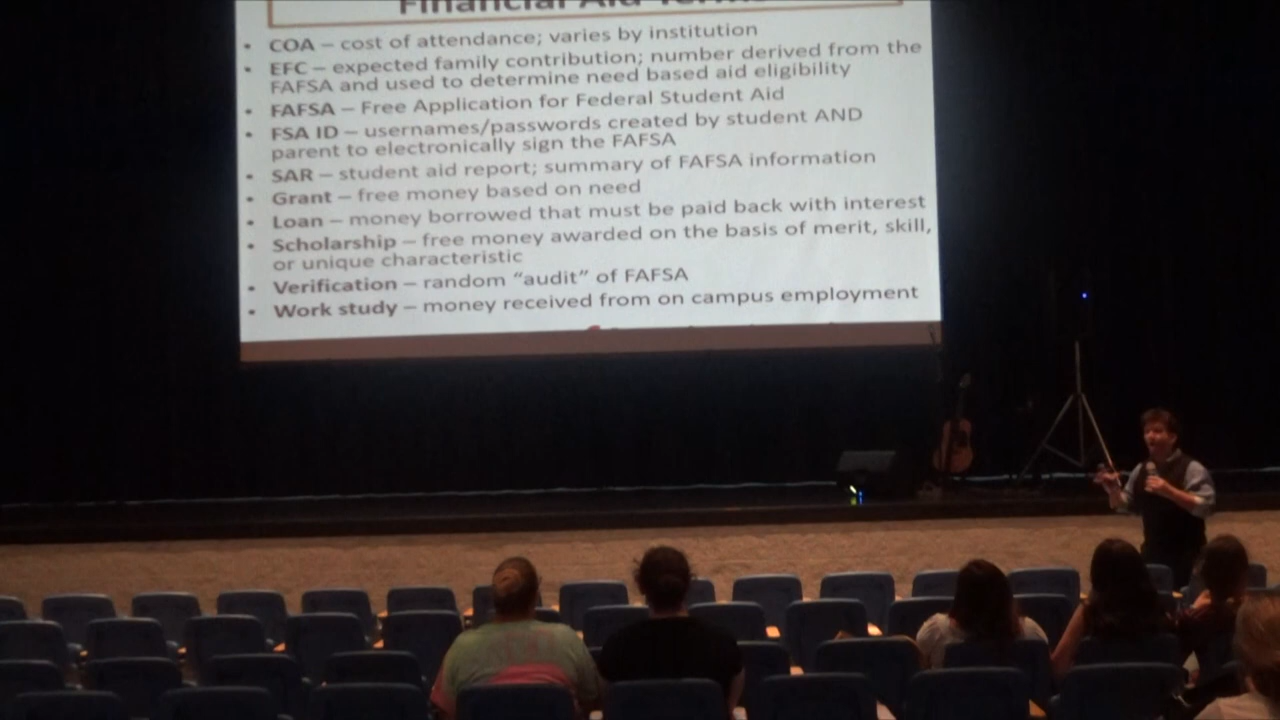 Financial Aid Terms
• COA – cost of attendance; varies by institution
• EFC – expected family contribution; number derived from the
FAFSA and used to determine need based aid eligibility
• FAFSA – Free Application for Federal Student Aid
• FSA ID – usernames/passwords created by student AND
parent to electronically sign the FAFSA
• SAR – student aid report; summary of FAFSA information
• Grant – free money based on need
• Loan – money borrowed that must be paid back with interest
• Scholarship – free money awarded on the basis of merit, skill,
or unique characteristic
• Verification – random “audit” of FAFSA
• Work study – money received from on campus employment